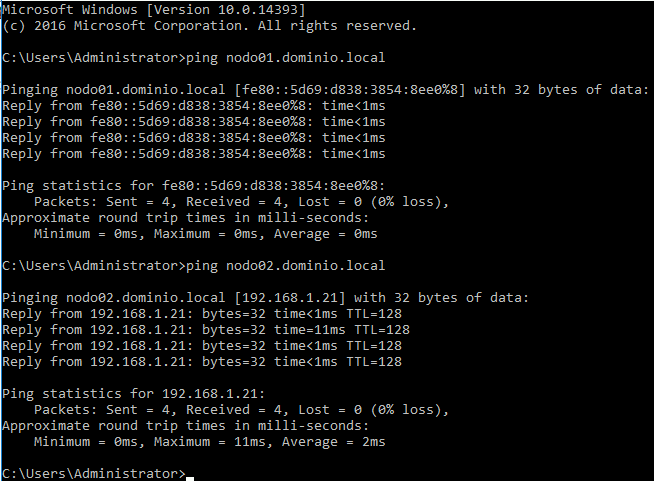 Microsoft Windows [Version 10.0.14393]
(c) 2016 Microsoft Corporation. All rights reserved.
C:\Users\Administrator>ping nodo01.dominio.local
Pinging nodo01.dominio.local [fe80::5d69:d838:3854:8ee0%8] with 32 bytes of data:
Reply from fe80::5d69:d838:3854:8ee0%8: time<1ms
Reply from fe80::5d69:d838:3854:8ee0%8: time<1ms
Reply from fe80::5d69:d838:3854:8ee0%8: time<1ms
Reply from fe80::5d69:d838:3854:8ee0%8: time<1ms
Ping statistics for fe80::5d69:d838:3854:8ee0%8:
    Packets: Sent = 4, Received = 4, Lost = 0 (0% loss),
Approximate round trip times in milli-seconds:
    Minimum = 0ms, Maximum = 0ms, Average = 0ms
C:\Users\Administrator>ping nodo02.dominio.local
Pinging nodo02.dominio.local [192.168.1.21] with 32 bytes of data:
Reply from 192.168.1.21: bytes=32 time<1ms TTL=128
Reply from 192.168.1.21: bytes=32 time=11ms TTL=128
Reply from 192.168.1.21: bytes=32 time<1ms TTL=128
Reply from 192.168.1.21: bytes=32 time<1ms TTL=128
Ping statistics for 192.168.1.21:
    Packets: Sent = 4, Received = 4, Lost = 0 (0% loss),
Approximate round trip times in milli-seconds:
    Minimum = 0ms, Maximum = 11ms, Average = 2ms
C:\Users\Administrator>